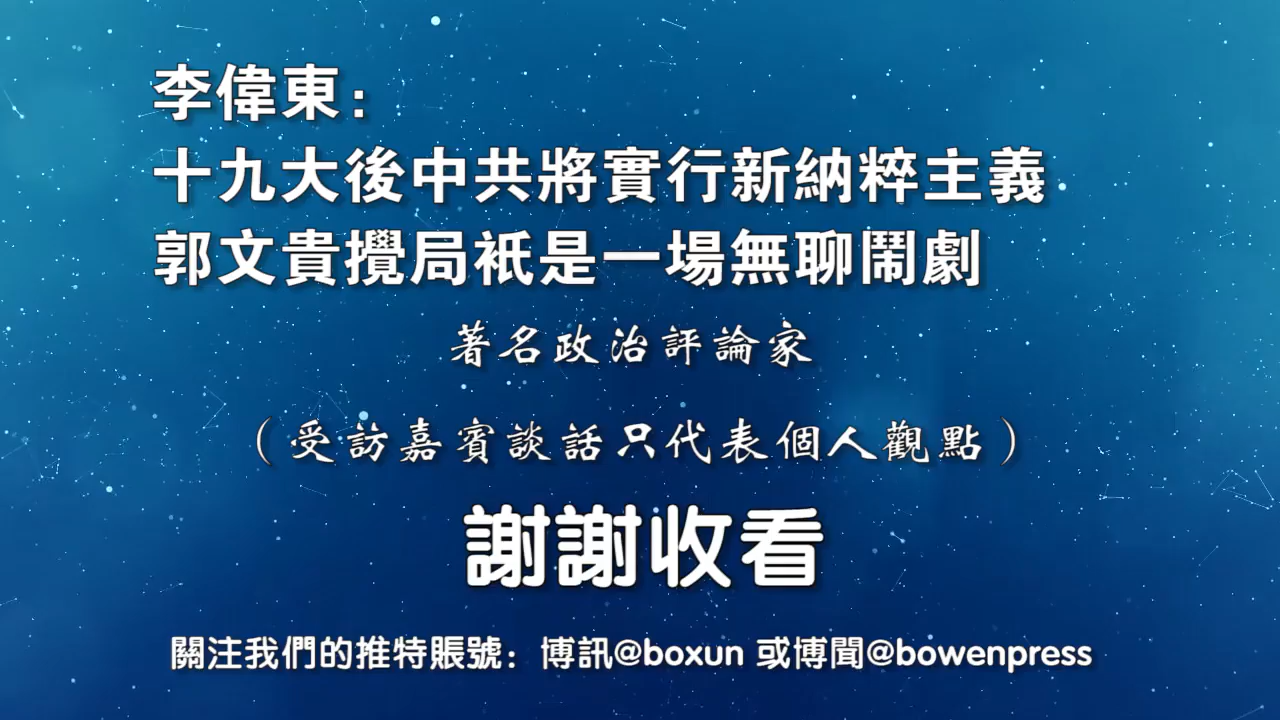 李偉東:
十九大後中共將實行新納粹主義
郭文貴攪局衹是一場無聊鬧劇
著名政治評論家
（受訪嘉賓談話只代表個人觀點）
謝謝收看
關注我們的推特賬號：博訊@boxun 或博聞@bowenpress